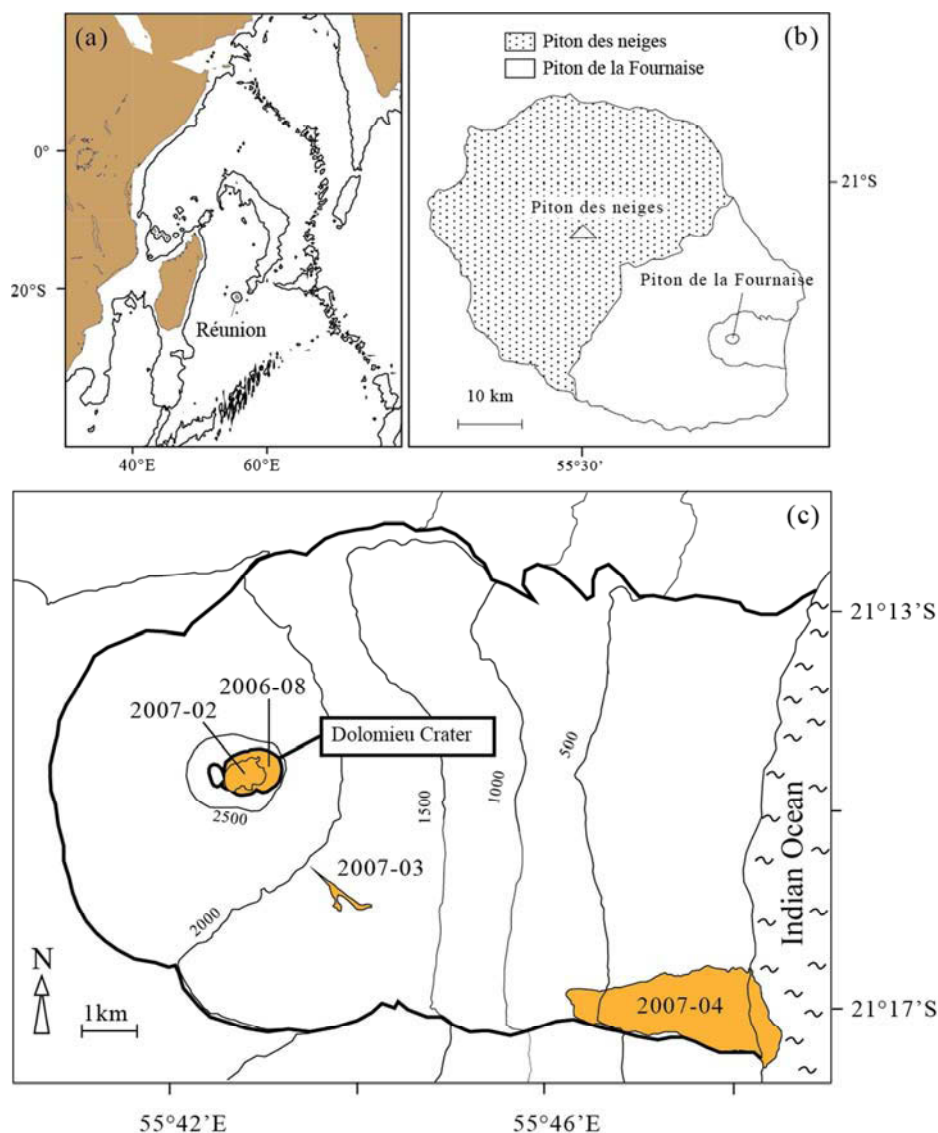 (a)
0°
20°S
Réunion
40°E
60°E
Piton des neiges
Piton de la Fournaise
(b)
21°S
Piton des neiges
Piton de la Fournaise
10 km
55°30'
(c)
21°13'S
2006-08
2007-02
Dolomieu Crater
2500
1500
1000
500
2007-03
2000
Indian Ocean
N
1km
2007-04
21°17'S
55°42'E
55°46'E